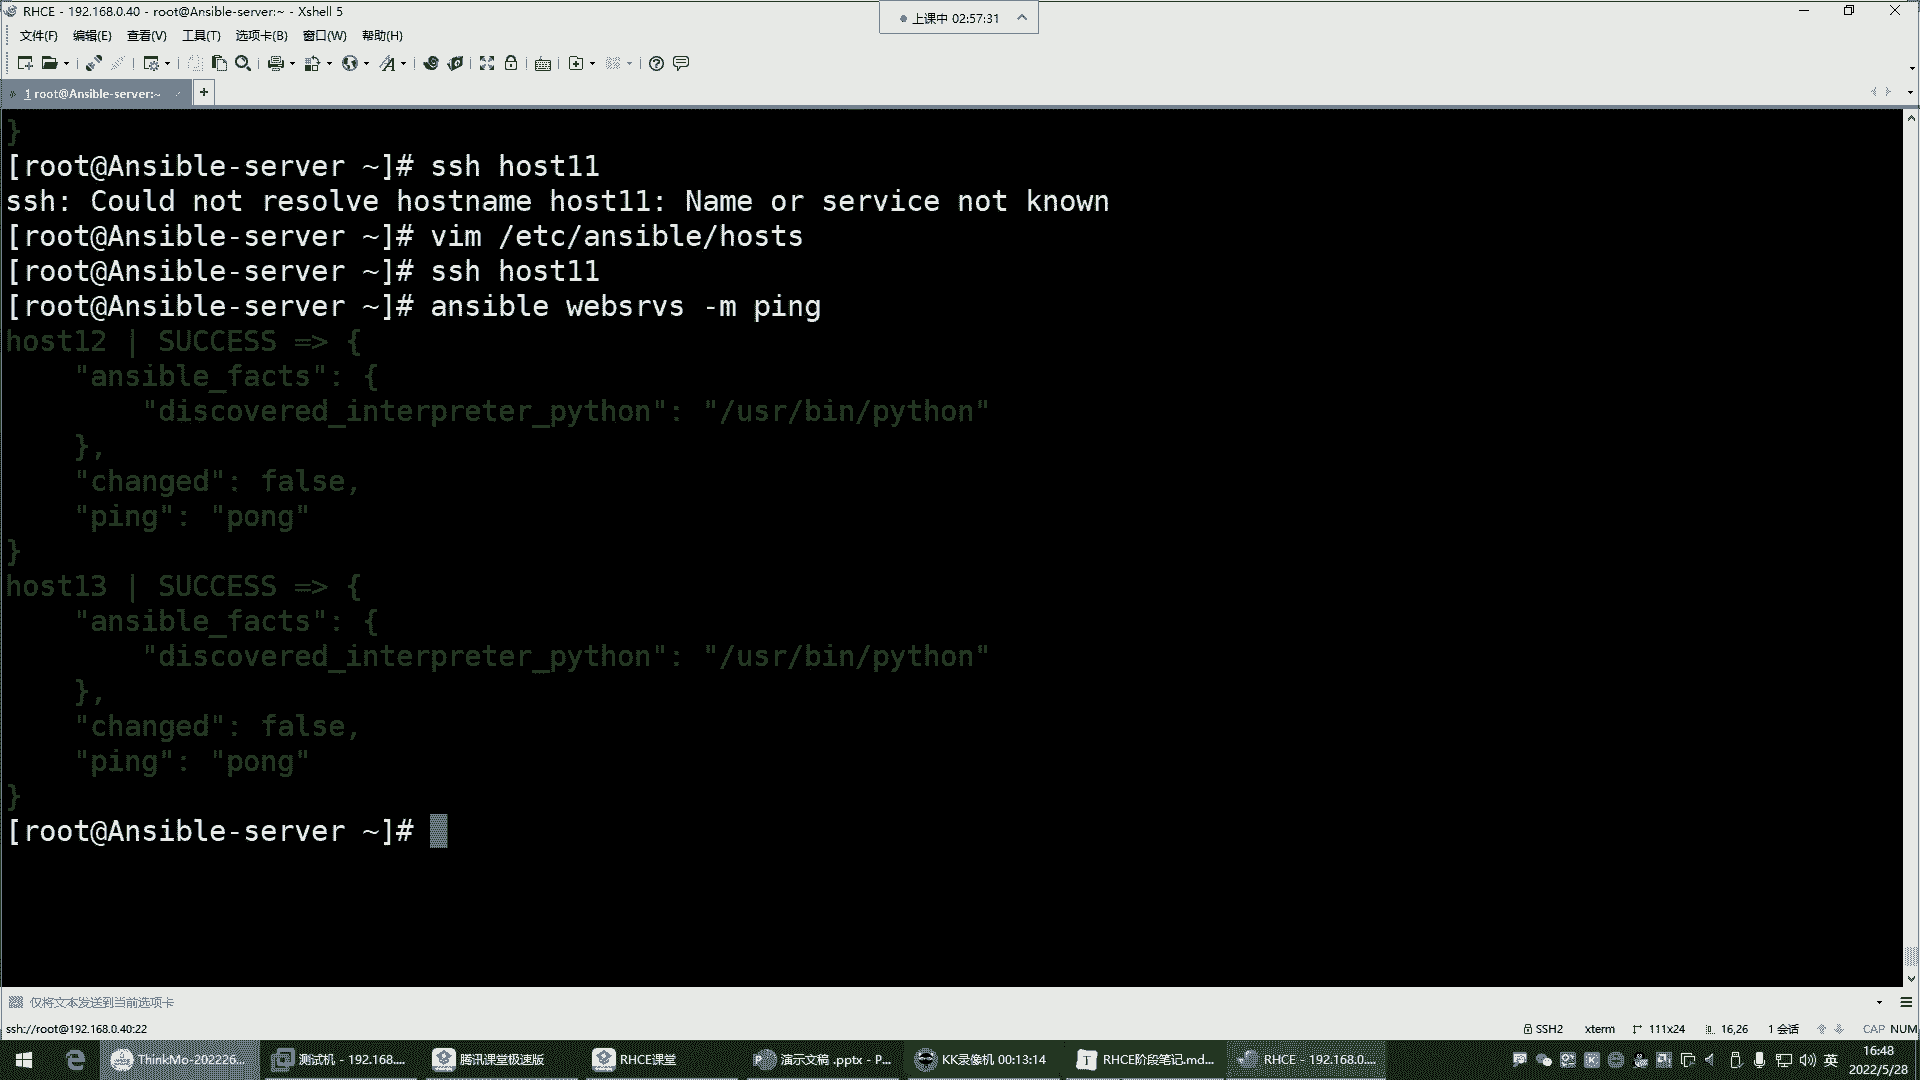 RHCE - 192.168.0.40 - root@Ansible-server:~ - Xshell 5
上课中 02:57:31
文件(F) 编辑(E) 查看(V) 工具(T) 选项卡(B) 窗口(W) 帮助(H)
1 root@Ansible-server:~
}
[root@Ansible-server ~]# ssh host11
ssh: Could not resolve hostname host11: Name or service not known
[root@Ansible-server ~]# vim /etc/ansible/hosts
[root@Ansible-server ~]# ssh host11
[root@Ansible-server ~]# ansible websrvs -m ping
host12 | SUCCESS => {
    "ansible_facts": {
        "discovered_interpreter_python": "/usr/bin/python"
    },
    "changed": false,
    "ping": "pong"
}
host13 | SUCCESS => {
    "ansible_facts": {
        "discovered_interpreter_python": "/usr/bin/python"
    },
    "changed": false,
    "ping": "pong"
}
[root@Ansible-server ~]#
仅将文本发送到当前选项卡
ssh://root@192.168.0.40:22 SSH2 xterm 111x24 16,26 1 会话 CAP NUM
ThinkMo-202226... 测试机 - 192.168.... 腾讯课堂极速版 RHCE课堂 演示文稿 .pptx - P... KK录像机 00:13:14 RHCE阶段笔记.md... RHCE - 192.168.0.... 英 16:48
2022/5/28